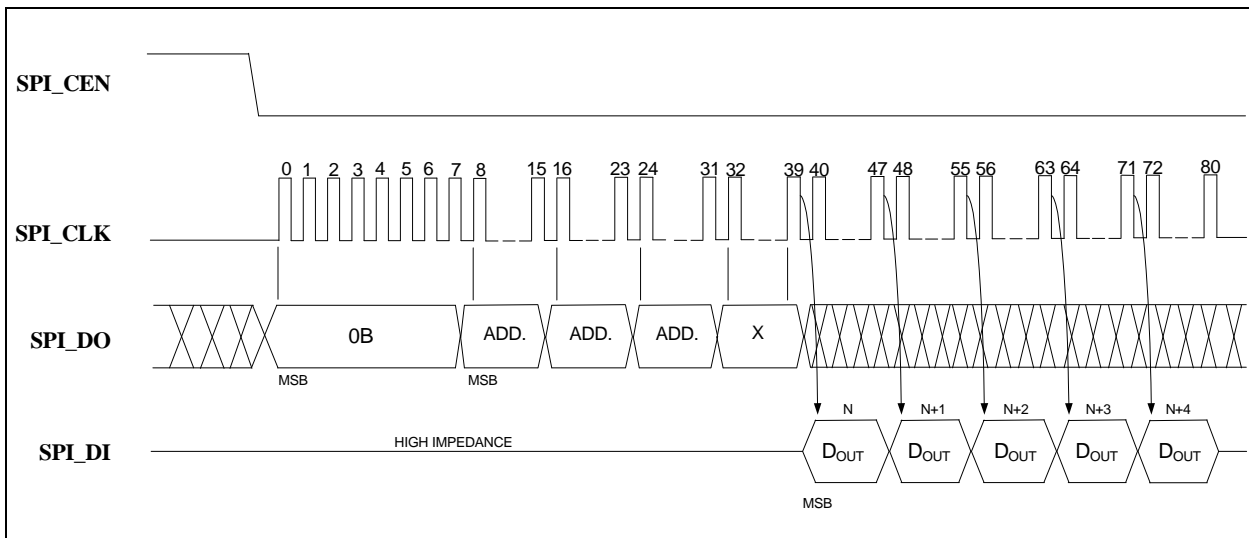 SPI_CEN
0 1 2 3 4 5 6 7 8 15 16 23 24 31 32 39 40 47 48 55 56 63 64 71 72 80
SPI_CLK
SPI_DO
0B ADD. ADD. ADD. X
MSB MSB
N N+1 N+2 N+3 N+4
HIGH IMPEDANCE
SPI_DI
DOUT DOUT DOUT DOUT DOUT
MSB